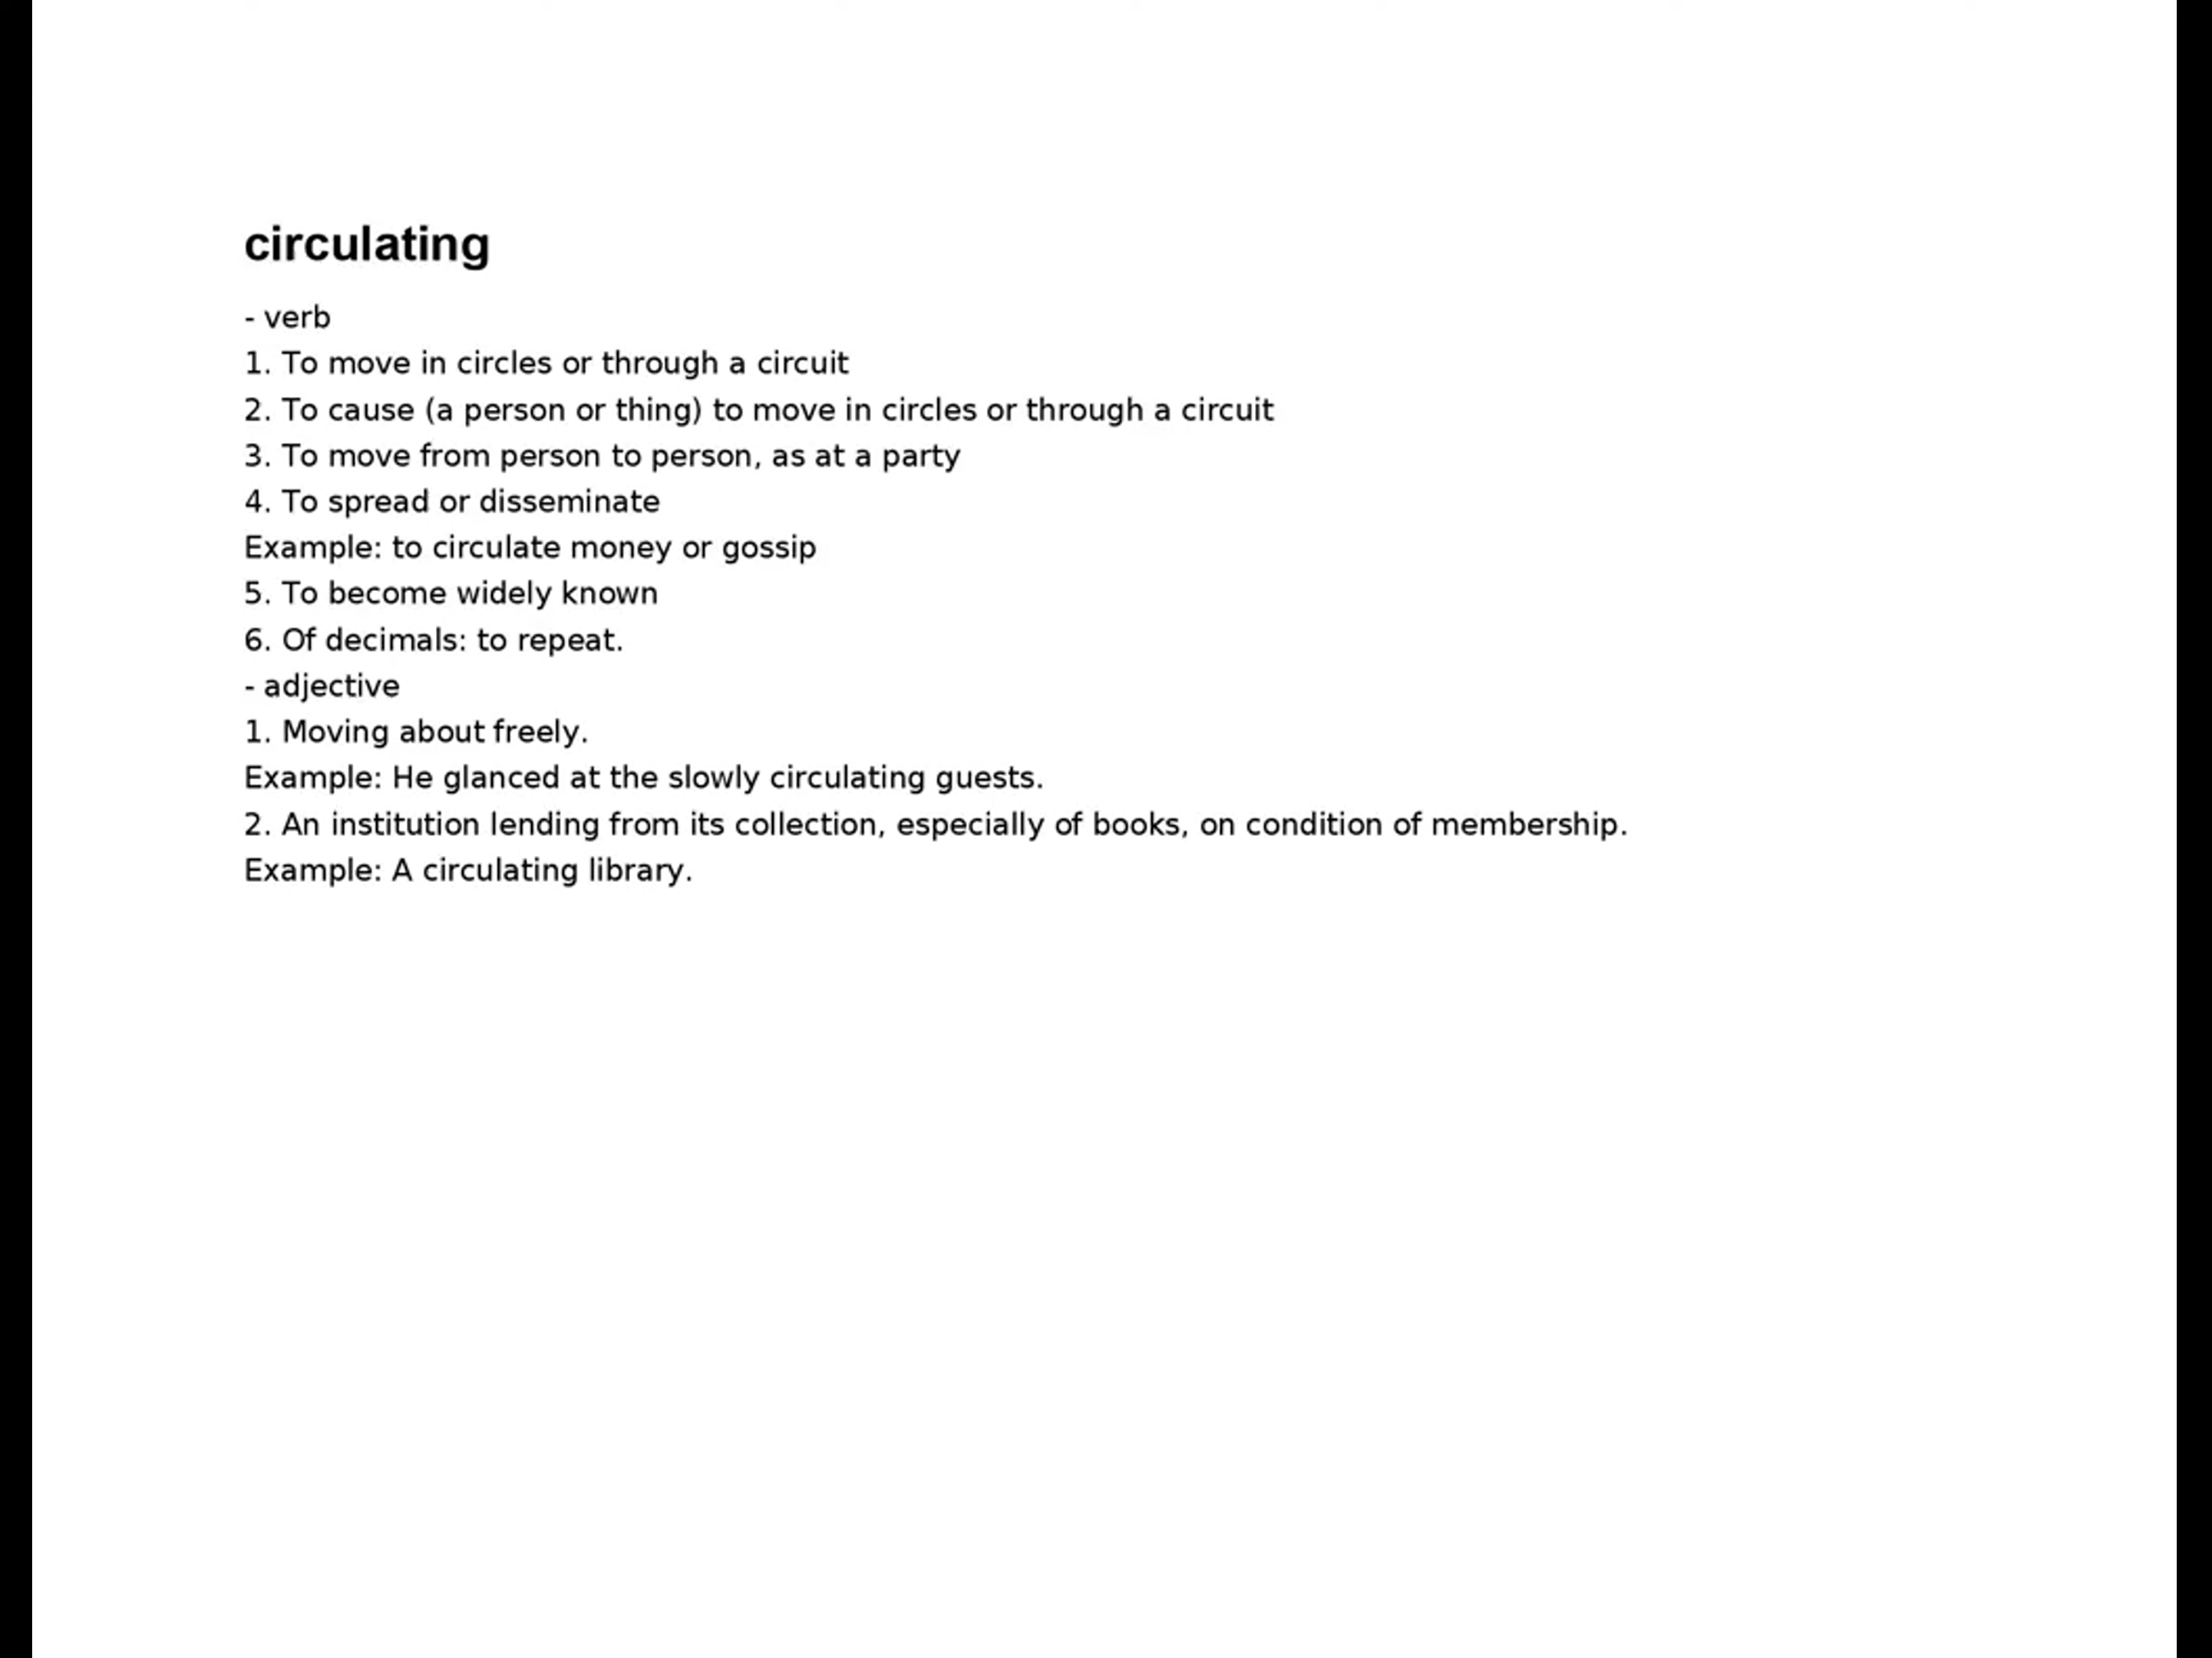 circulating
- verb
1. To move in circles or through a circuit
2. To cause (a person or thing) to move in circles or through a circuit
3. To move from person to person, as at a party
4. To spread or disseminate
Example: to circulate money or gossip
5. To become widely known
6. Of decimals: to repeat.
- adjective
1. Moving about freely.
Example: He glanced at the slowly circulating guests.
2. An institution lending from its collection, especially of books, on condition of membership.
Example: A circulating library.